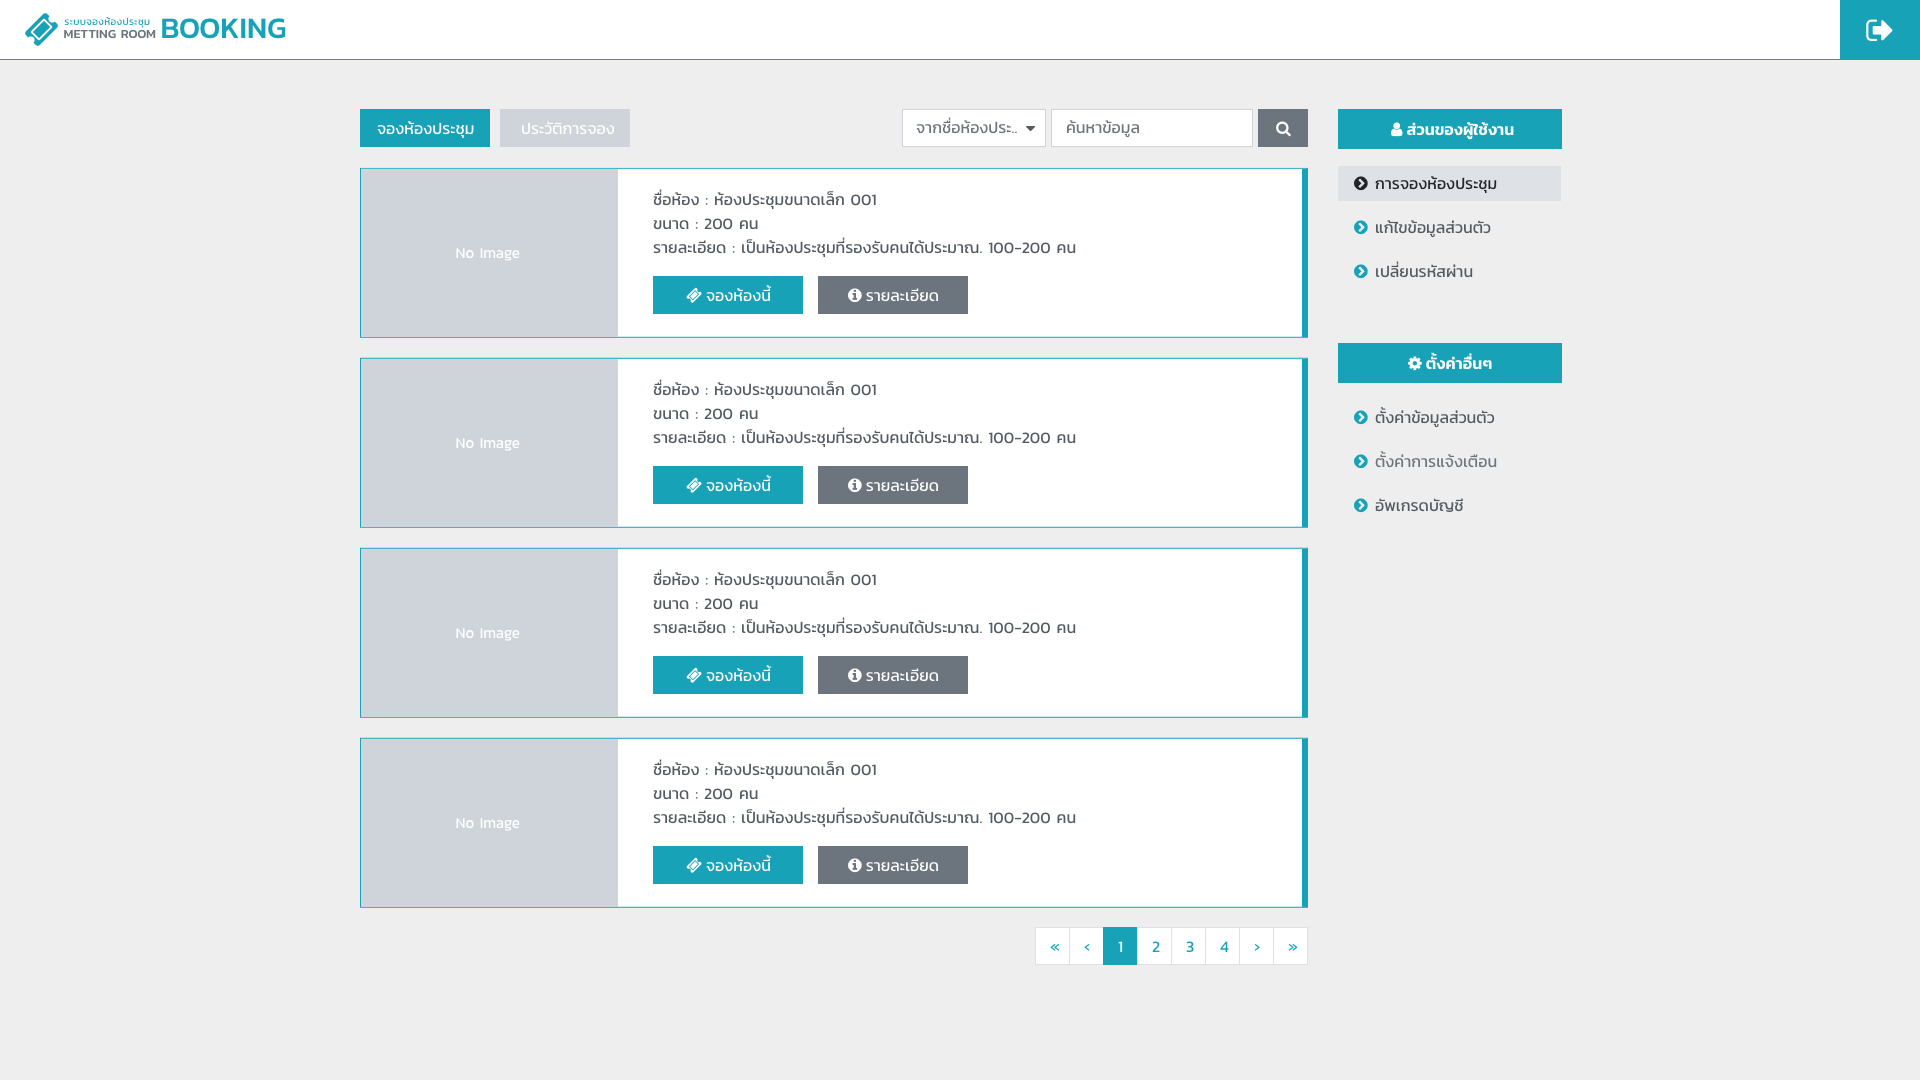 ระบบจองห้องประชุม
METTING ROOM BOOKING
จองห้องประชุม
ประวัติการจอง
จากชื่อห้องประ..
ค้นหาข้อมูล
ส่วนของผู้ใช้งาน
การจองห้องประชุม
แก้ไขข้อมูลส่วนตัว
เปลี่ยนรหัสผ่าน
ตั้งค่าอื่นๆ
ตั้งค่าข้อมูลส่วนตัว
ตั้งค่าการแจ้งเตือน
อัพเกรดบัญชี
No Image
ชื่อห้อง : ห้องประชุมขนาดเล็ก 001
ขนาด : 200 คน
รายละเอียด : เป็นห้องประชุมที่รองรับคนได้ประมาณ. 100-200 คน
จองห้องนี้
รายละเอียด
No Image
ชื่อห้อง : ห้องประชุมขนาดเล็ก 001
ขนาด : 200 คน
รายละเอียด : เป็นห้องประชุมที่รองรับคนได้ประมาณ. 100-200 คน
จองห้องนี้
รายละเอียด
No Image
ชื่อห้อง : ห้องประชุมขนาดเล็ก 001
ขนาด : 200 คน
รายละเอียด : เป็นห้องประชุมที่รองรับคนได้ประมาณ. 100-200 คน
จองห้องนี้
รายละเอียด
No Image
ชื่อห้อง : ห้องประชุมขนาดเล็ก 001
ขนาด : 200 คน
รายละเอียด : เป็นห้องประชุมที่รองรับคนได้ประมาณ. 100-200 คน
จองห้องนี้
รายละเอียด
« ‹ 1 2 3 4 › »